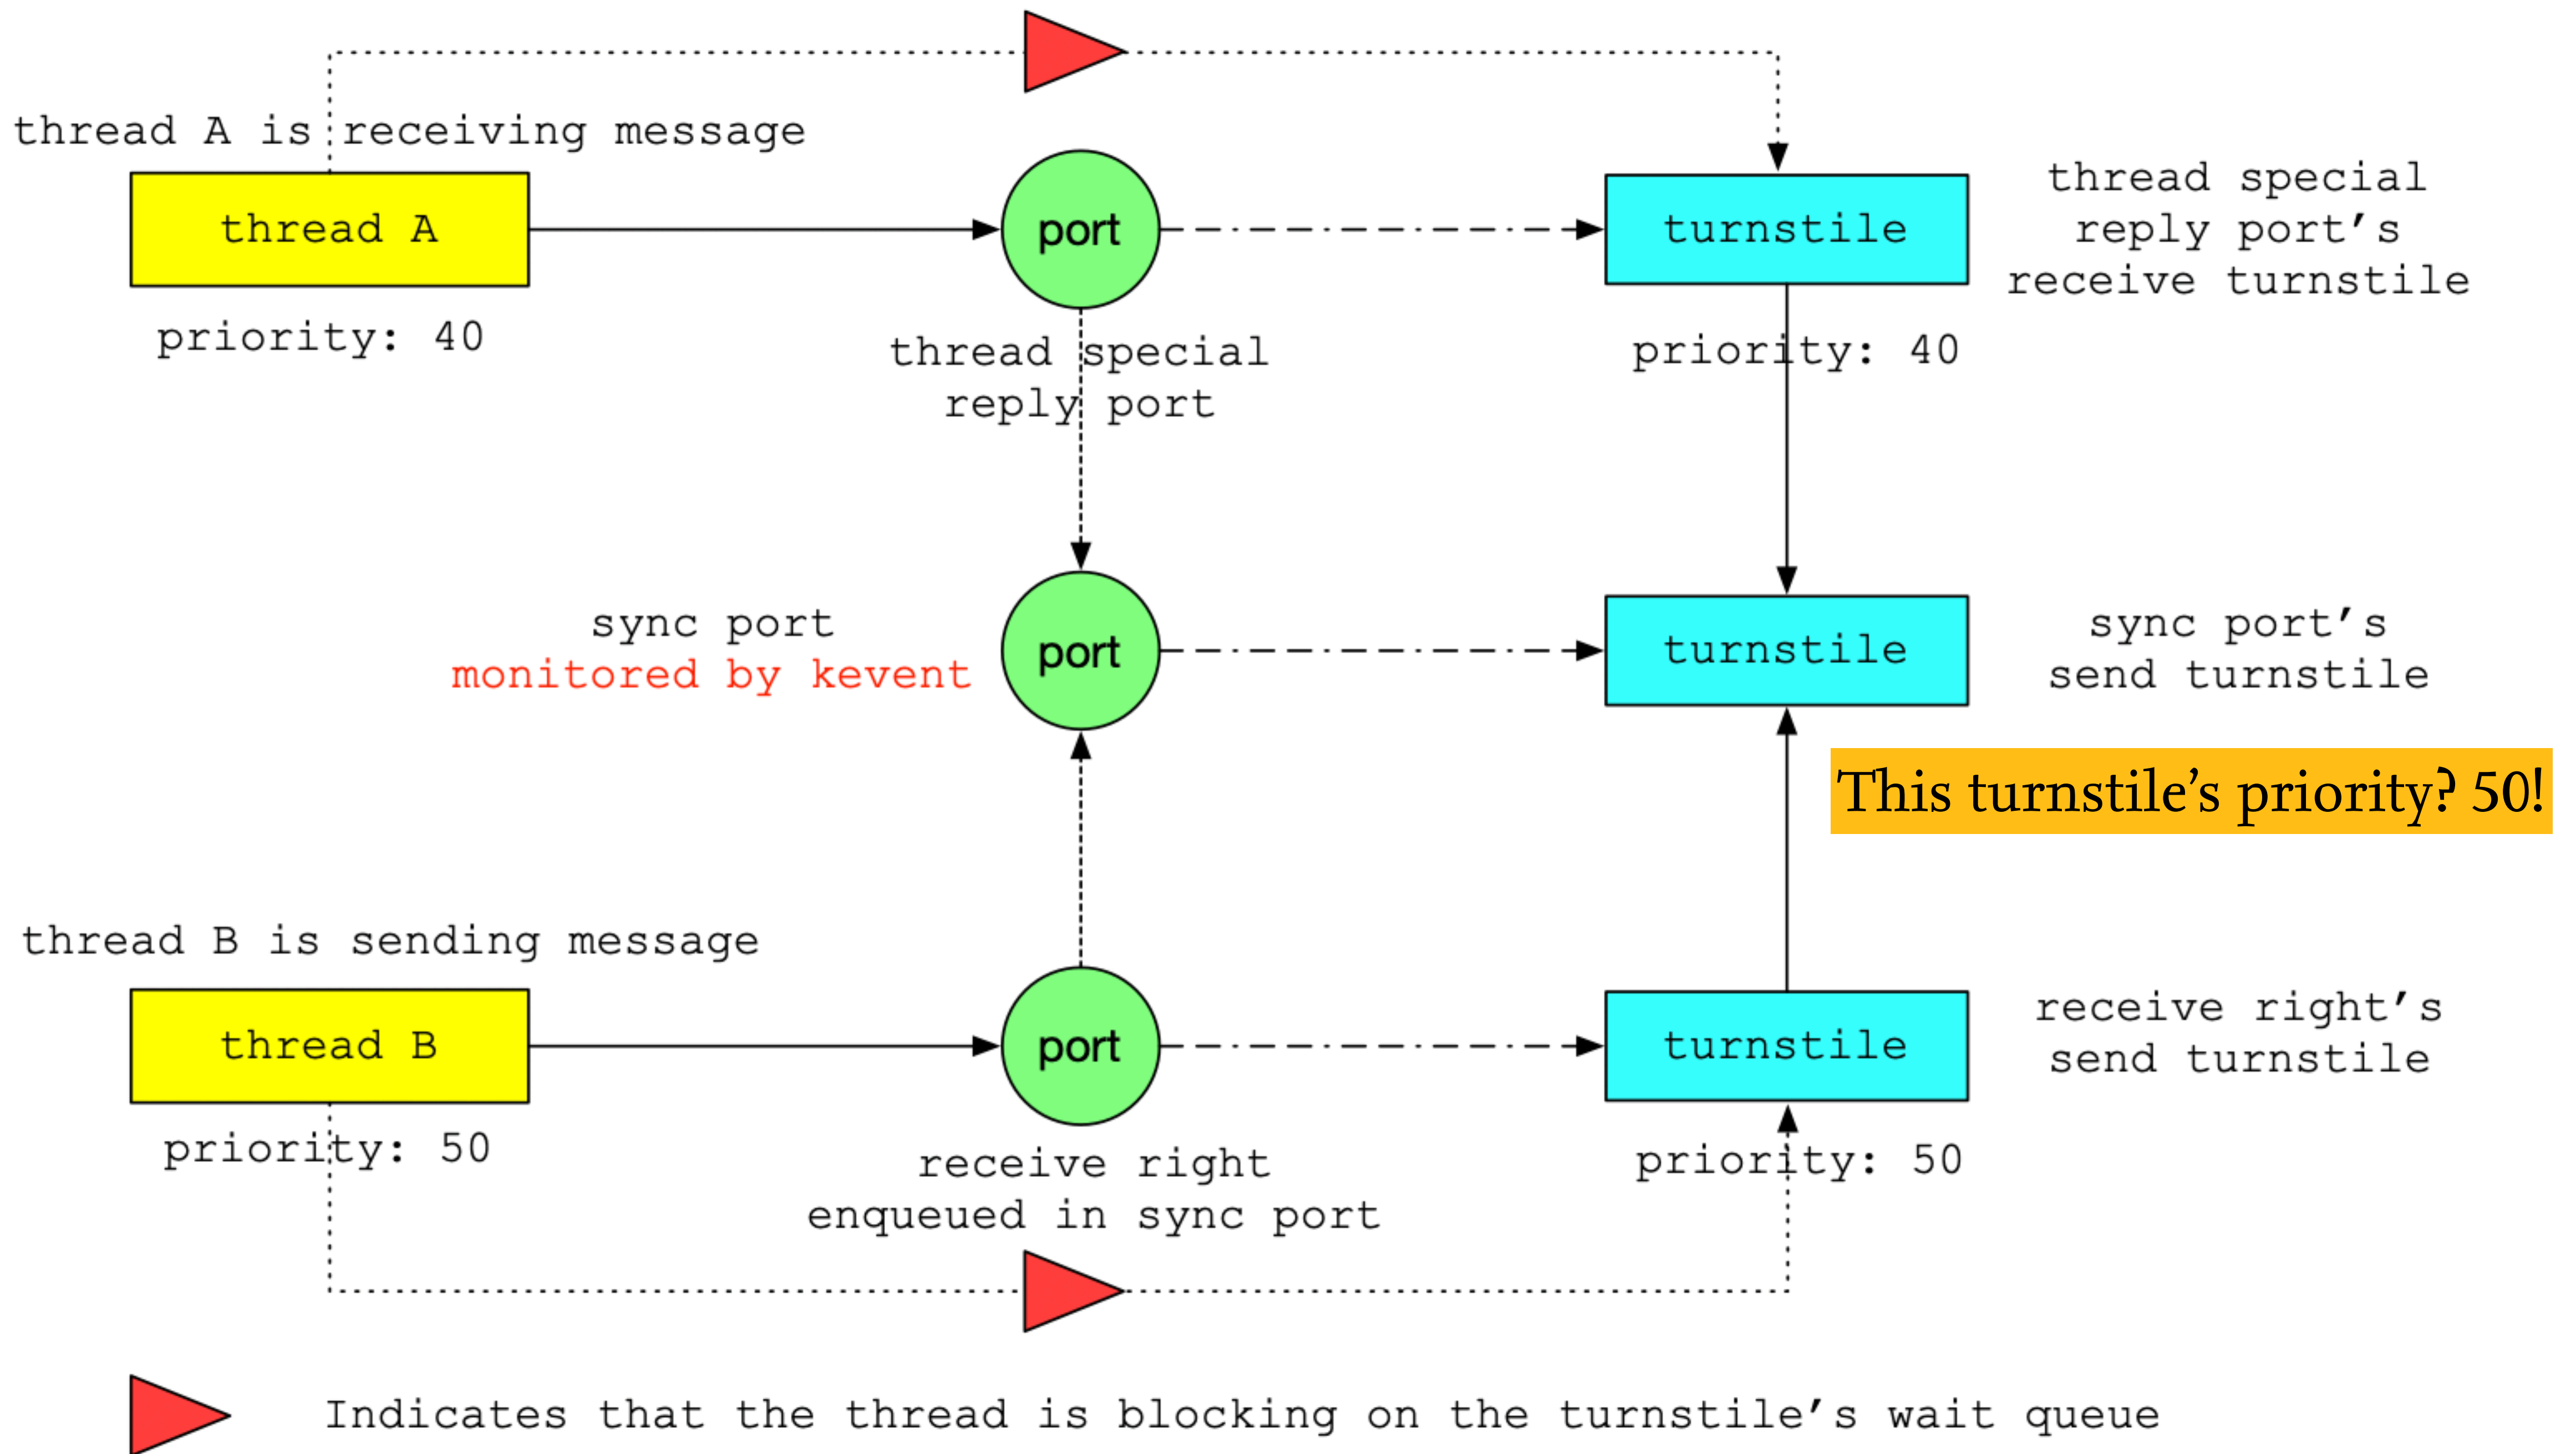 thread A is receiving message
thread A
priority: 40
port
thread special
reply port
turnstile
priority: 40
thread special
reply port’s
receive turnstile
sync port
monitored by kevent
port
turnstile
sync port’s
send turnstile
This turnstile’s priority? 50!
thread B is sending message
thread B
priority: 50
port
receive right
enqueued in sync port
turnstile
priority: 50
receive right’s
send turnstile
Indicates that the thread is blocking on the turnstile’s wait queue